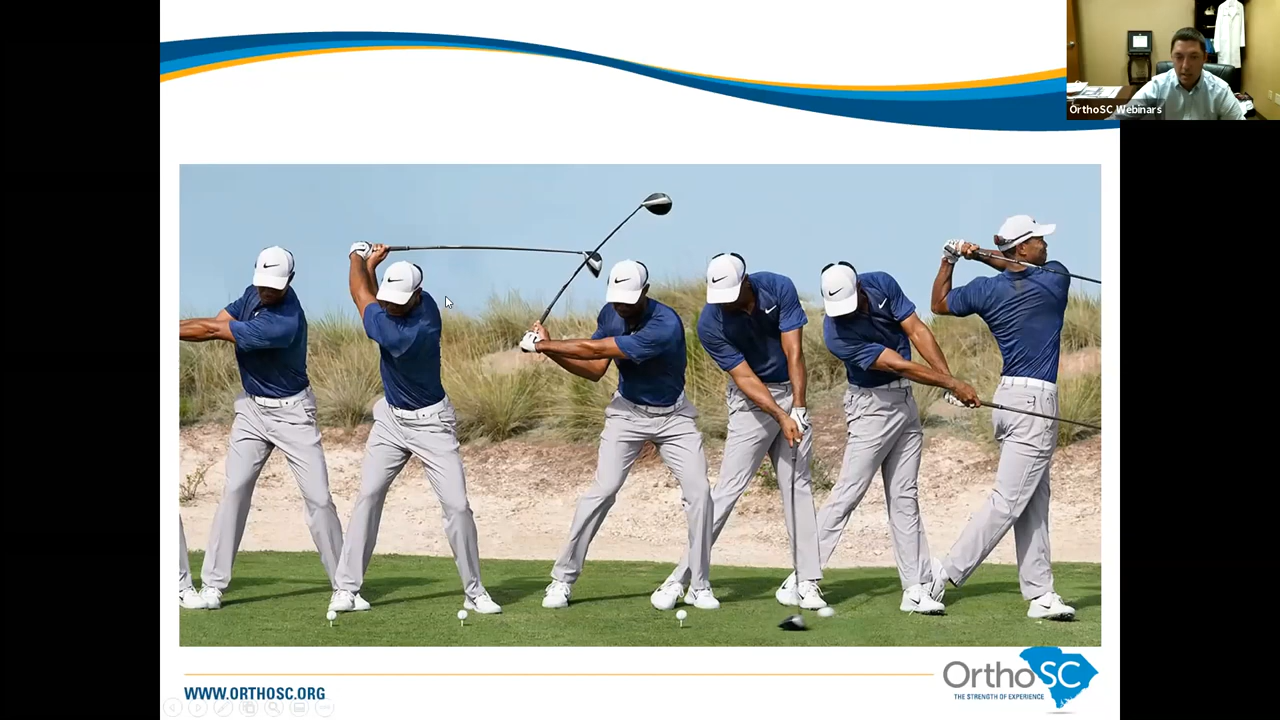 OrthoSC Webinars
WWW.ORTHOSC.ORG
OrthoSC
THE STRENGTH OF EXPERIENCE